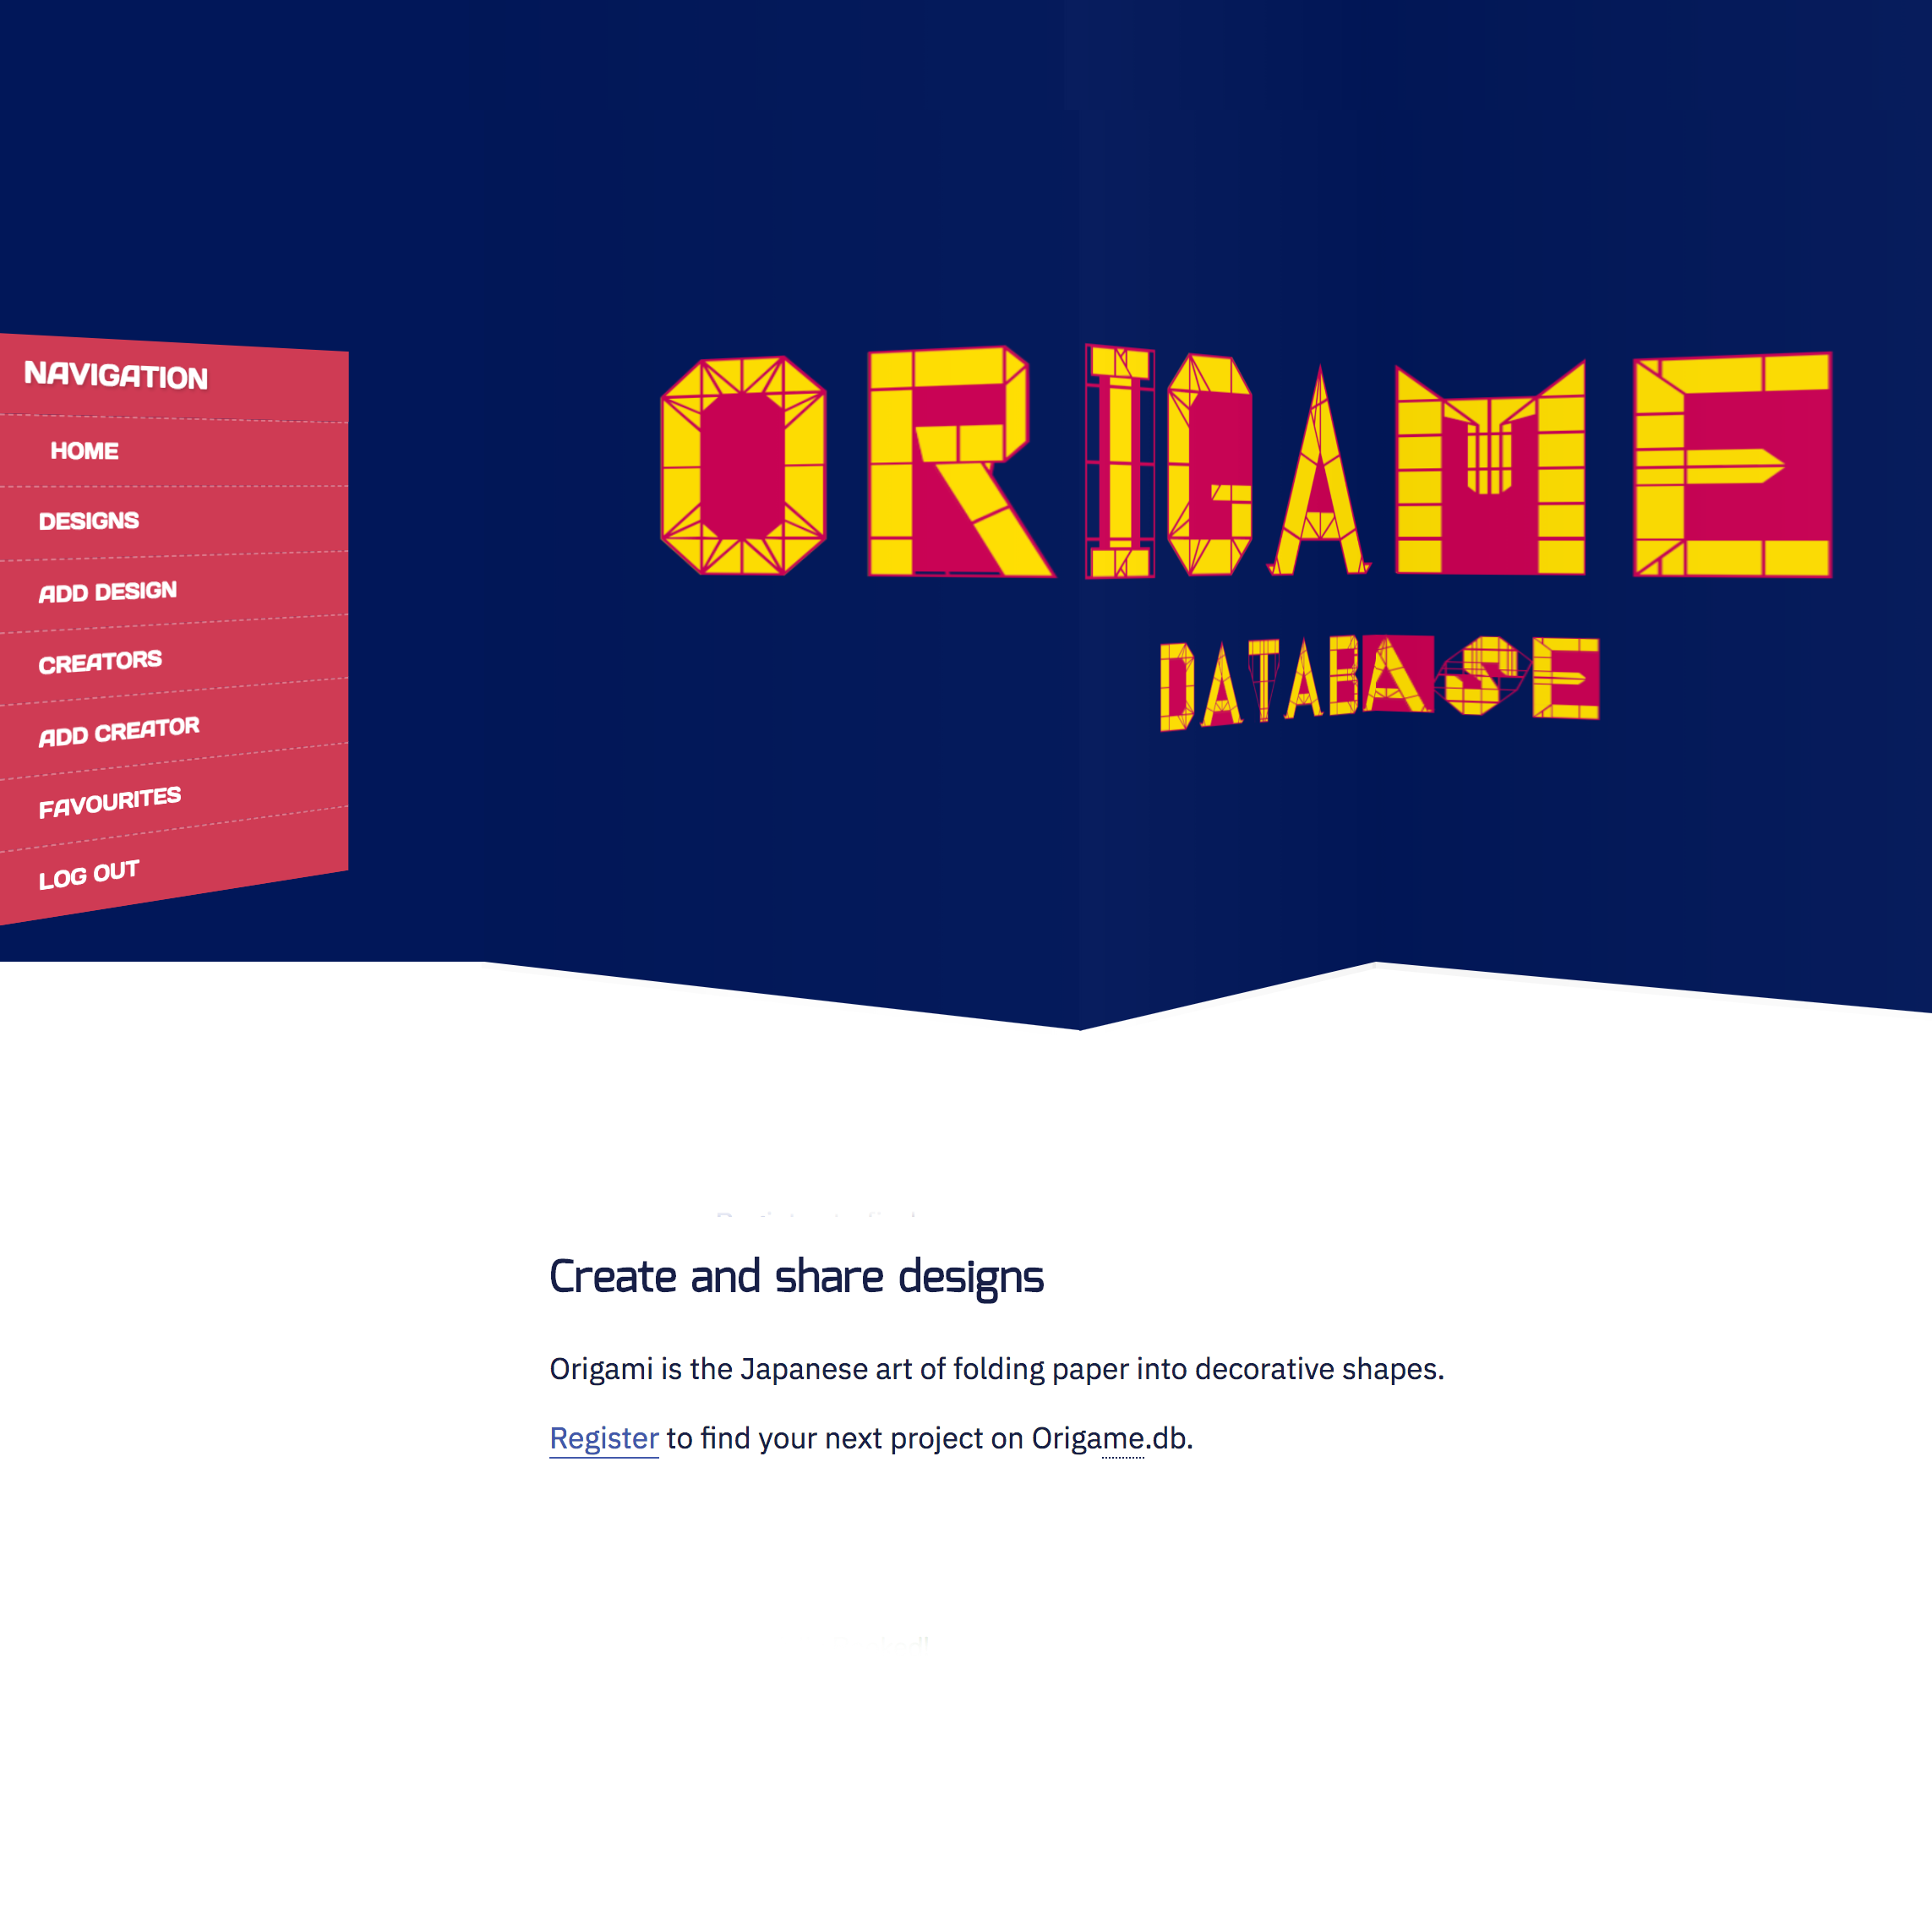 NAVIGATION
HOME
DESIGNS
ADD DESIGN
CREATORS
ADD CREATOR
FAVOURITES
LOG OUT
ORIGAME
DATABASE
Create and share designs
Origami is the Japanese art of folding paper into decorative shapes.
Register to find your next project on Origame.db.